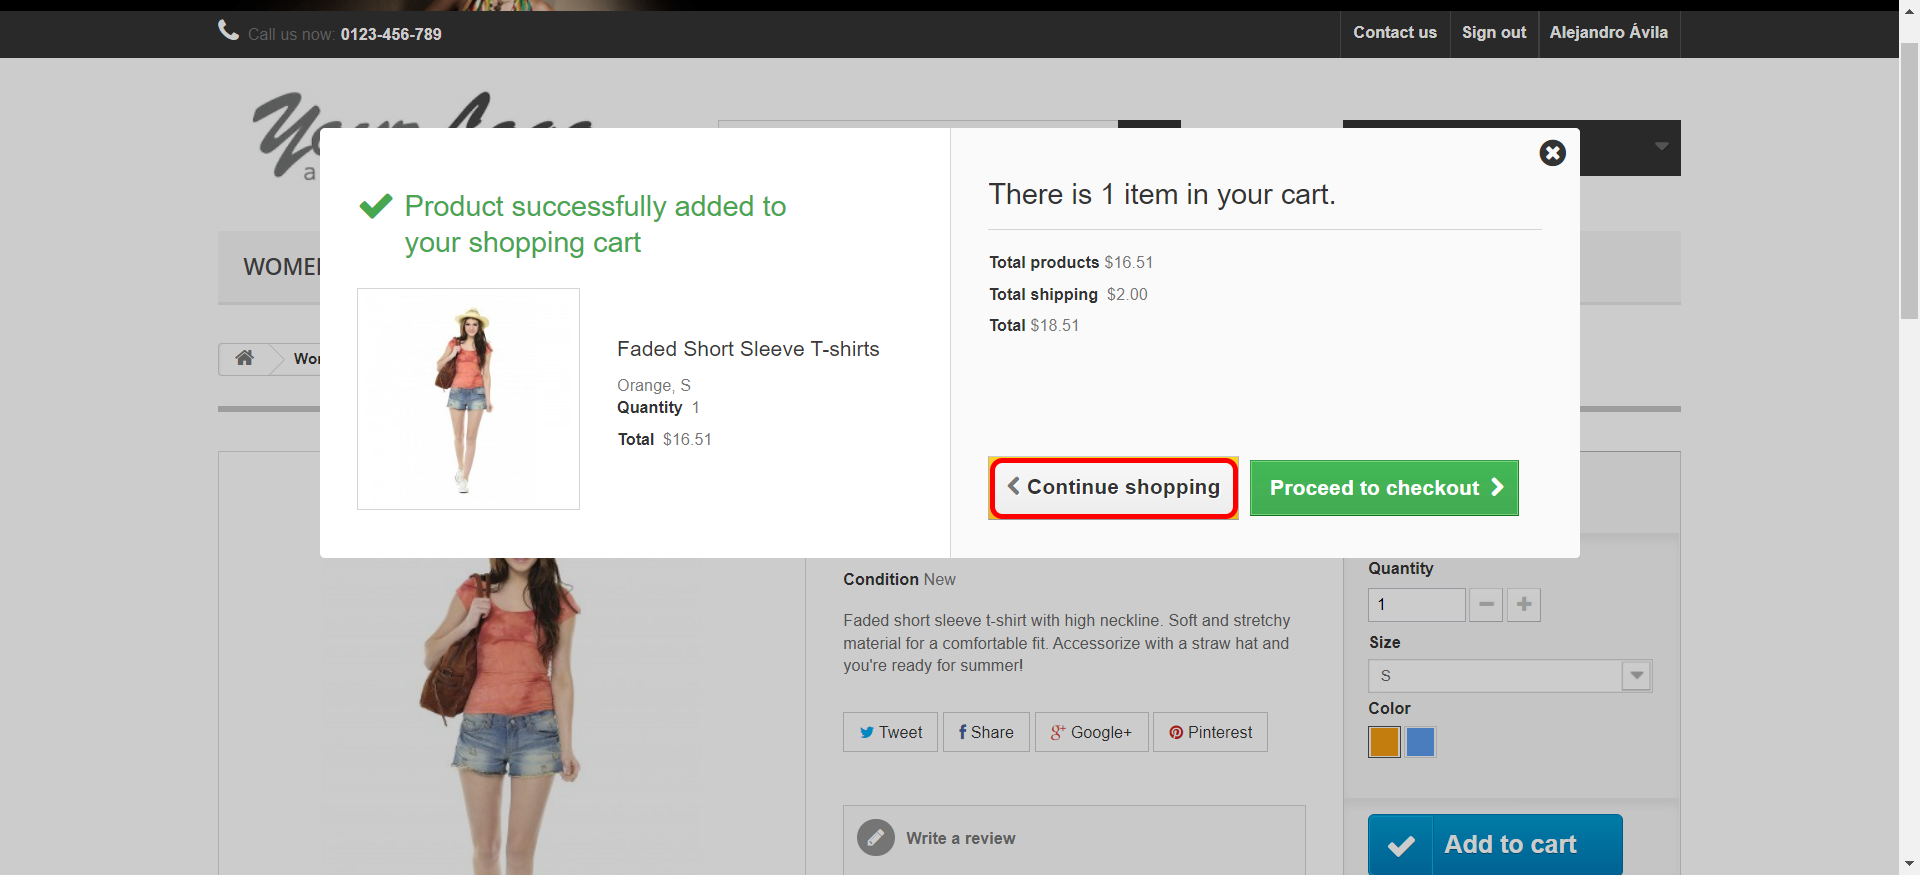 Call us now: 0123-456-789
Contact us
Sign out
Alejandro Ávila
Product successfully added to
your shopping cart
Faded Short Sleeve T-shirts
Orange, S
Quantity 1
Total $16.51
There is 1 item in your cart.
Total products $16.51
Total shipping $2.00
Total $18.51
Continue shopping
Proceed to checkout
Condition New
Faded short sleeve t-shirt with high neckline. Soft and stretchy
material for a comfortable fit. Accessorize with a straw hat and
you're ready for summer!
Tweet
Share
Google+
Pinterest
Write a review
Quantity
1
Size
S
Color
Add to cart